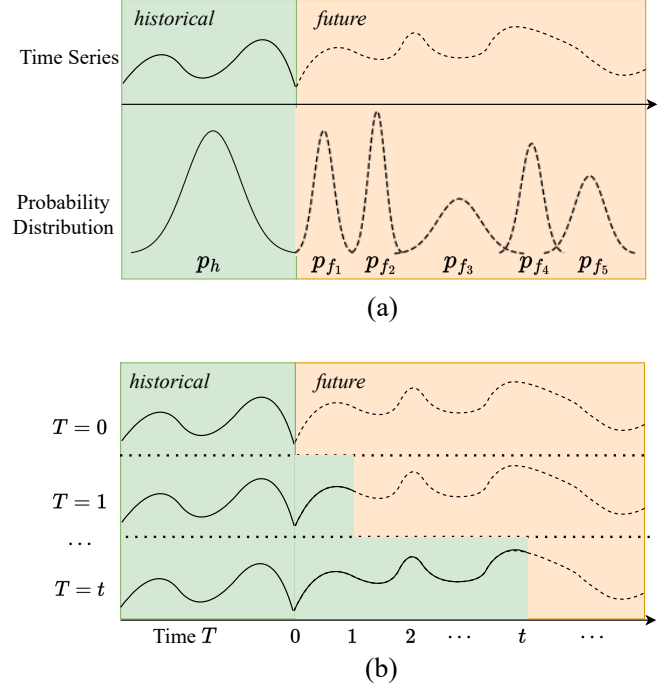 historical future
Time Series
Probability
Distribution
p_h p_{f_1} p_{f_2} p_{f_3} p_{f_4} p_{f_5}
(a)
historical future
T = 0
T = 1
...
T = t
Time T 0 1 2 ... t ...
(b)